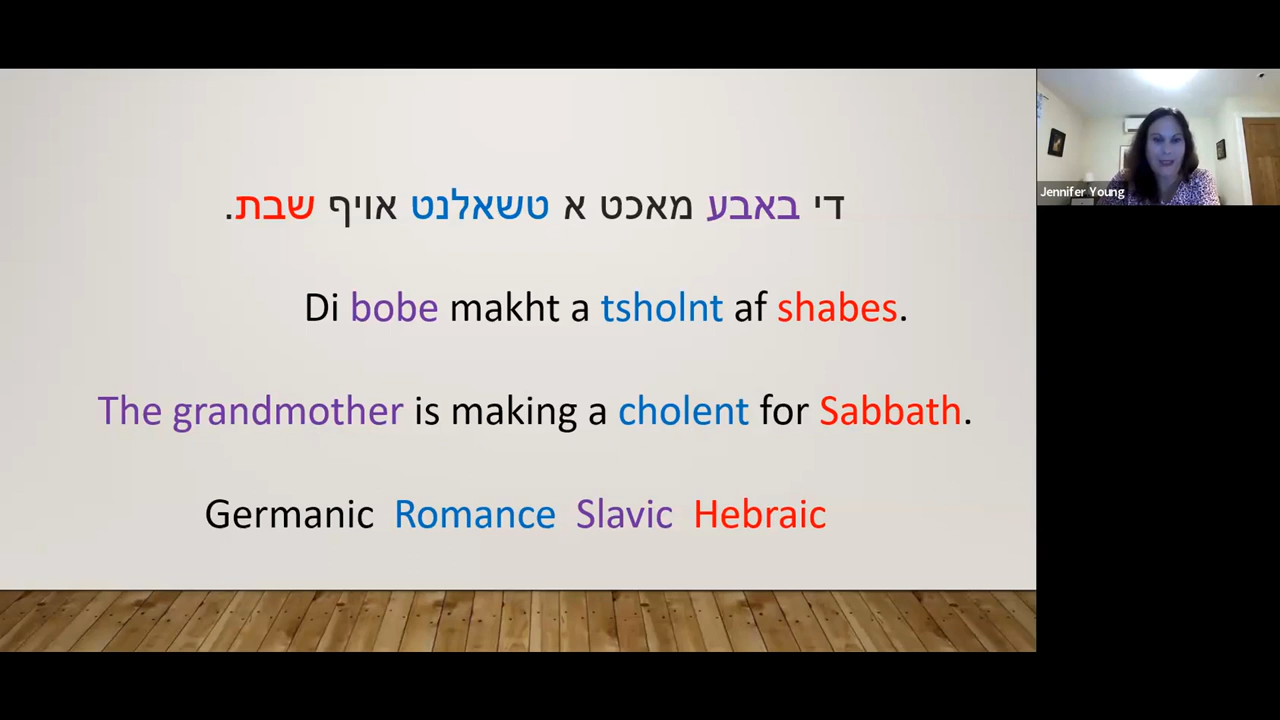 די באבע מאכט א טשאלנט אויף שבת.
Di bobe makht a tsholnt af shabes.
The grandmother is making a cholent for Sabbath.
Germanic Romance Slavic Hebraic
Jennifer Young